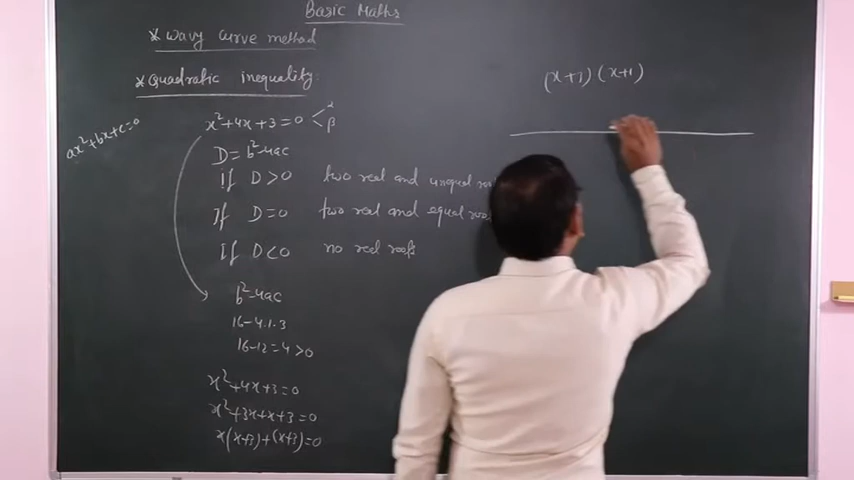 Basic Maths
* Wavy curve method
* Quadratic inequality:
ax²+bx+c=0
x²+4x+3=0 < α β
D= b²-4ac
If D>0 two real and unequal
If D=0 two real and equal
If D<0 no real roots
b²-4ac
16-4.1.3
16-12=4>0
x²+4x+3=0
x²+3x+x+3=0
x(x+3)+(x+3)=0
(x+3)(x+1)